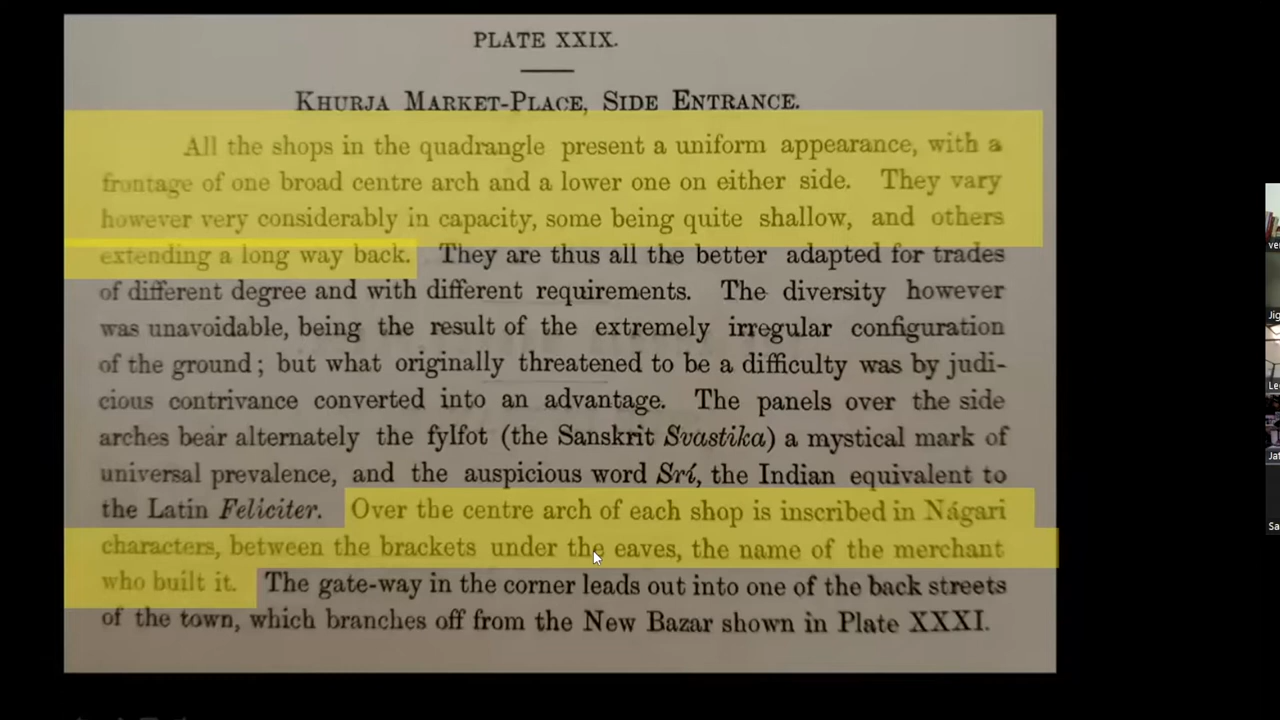 PLATE XXIX.
KHURJA MARKET-PLACE, SIDE ENTRANCE.
All the shops in the quadrangle present a uniform appearance, with a
frontage of one broad centre arch and a lower one on either side. They vary
however very considerably in capacity, some being quite shallow, and others
extending a long way back. They are thus all the better adapted for trades
of different degree and with different requirements. The diversity however
was unavoidable, being the result of the extremely irregular configuration
of the ground; but what originally threatened to be a difficulty was by judi-
cious contrivance converted into an advantage. The panels over the side
arches bear alternately the fylfot (the Sanskrit Svastika) a mystical mark of
universal prevalence, and the auspicious word Srí, the Indian equivalent to
the Latin Feliciter. Over the centre arch of each shop is inscribed in Nágari
characters, between the brackets under the eaves, the name of the merchant
who built it. The gate-way in the corner leads out into one of the back streets
of the town, which branches off from the New Bazar shown in Plate XXXI.